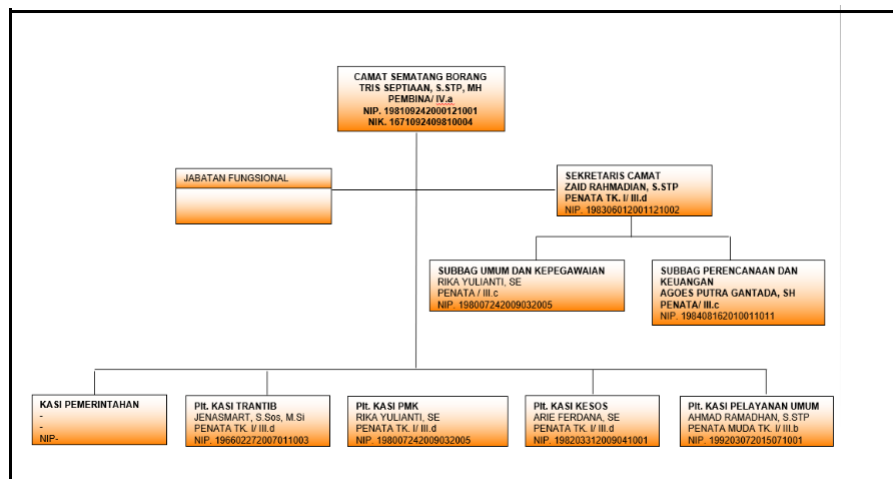 CAMAT SEMATANG BORANG
TRIS SEPTIAAN, S.STP, MH
PEMBINA/ IV.a
NIP. 198109242000121001
NIK. 1671092409810004
JABATAN FUNGSIONAL
SEKRETARIS CAMAT
ZAID RAHMADIAN, S.STP
PENATA TK. I/ III.d
NIP. 198306012001121002
SUBBAG UMUM DAN KEPEGAWAIAN
RIKA YULIANTI, SE
PENATA / III.c
NIP. 198007242009032005
SUBBAG PERENCANAAN DAN
KEUANGAN
AGOES PUTRA GANTADA, SH
PENATA/ III.c
NIP. 198408162010011011
KASI PEMERINTAHAN
-
-
NIP-
Plt. KASI TRANTIB
JENASMART, S.Sos, M.Si
PENATA TK. I/ III.d
NIP. 196602272007011003
Plt. KASI PMK
RIKA YULIANTI, SE
PENATA TK. I/ III.d
NIP. 198007242009032005
Plt. KASI KESOS
ARIE FERDANA, SE
PENATA TK. I/ III.d
NIP. 198203312009041001
Plt. KASI PELAYANAN UMUM
AHMAD RAMADHAN, S.STP
PENATA MUDA TK. I/ III.b
NIP. 199203072015071001